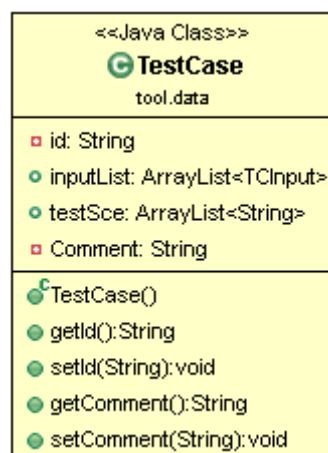 <<Java Class>>
TestCase
tool.data
id: String
inputList: ArrayList<TCInput>
testSce: ArrayList<String>
Comment: String
TestCase()
getId():String
setId(String):void
getComment():String
setComment(String):void